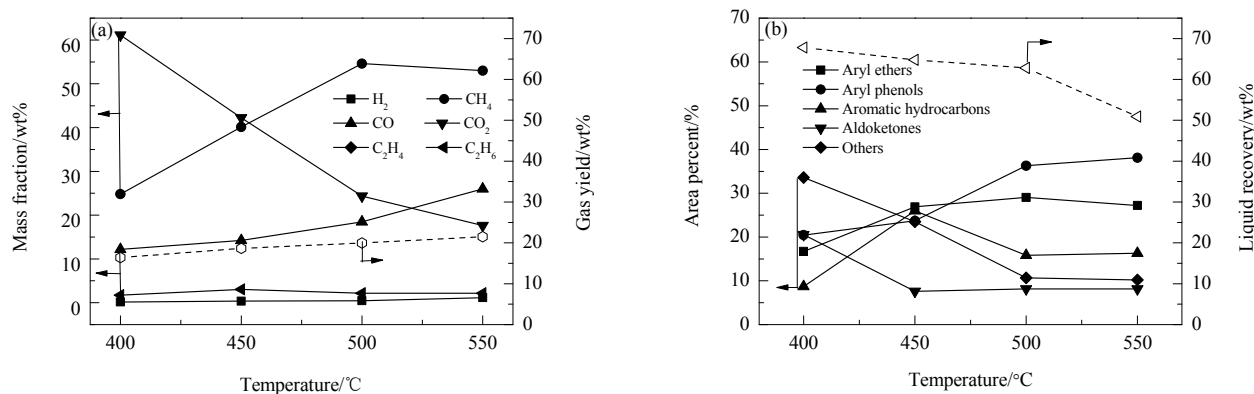 (a)
60
50
40
30
20
10
0
Mass fraction/wt%
H₂
CH₄
CO
CO₂
C₂H₄
C₂H₆
70
60
50
40
30
20
10
0
Gas yield/wt%
400 450 500 550
Temperature/℃
(b)
70
60
50
40
30
20
10
0
Area percent/%
Aryl ethers
Aryl phenols
Aromatic hydrocarbons
Aldoketones
Others
70
60
50
40
30
20
10
0
Liquid recovery/wt%
400 450 500 550
Temperature/°C